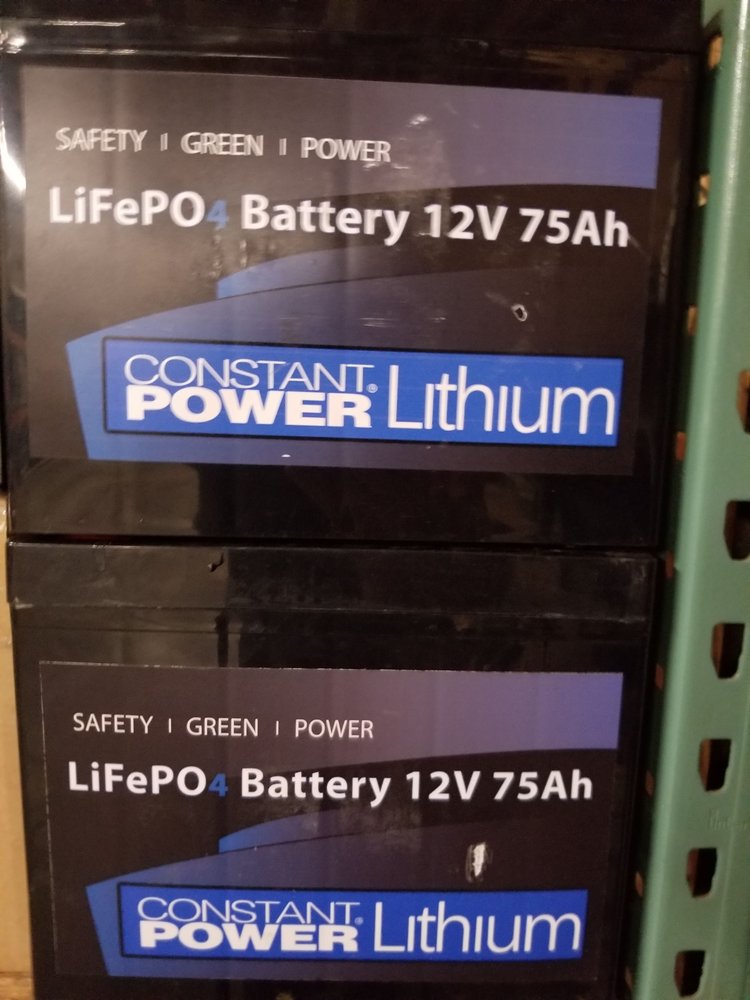 SAFETY | GREEN | POWER
LiFePO4 Battery 12V 75Ah
CONSTANT®
POWER Lithium
SAFETY | GREEN | POWER
LiFePO4 Battery 12V 75Ah
CONSTANT®
POWER Lithium